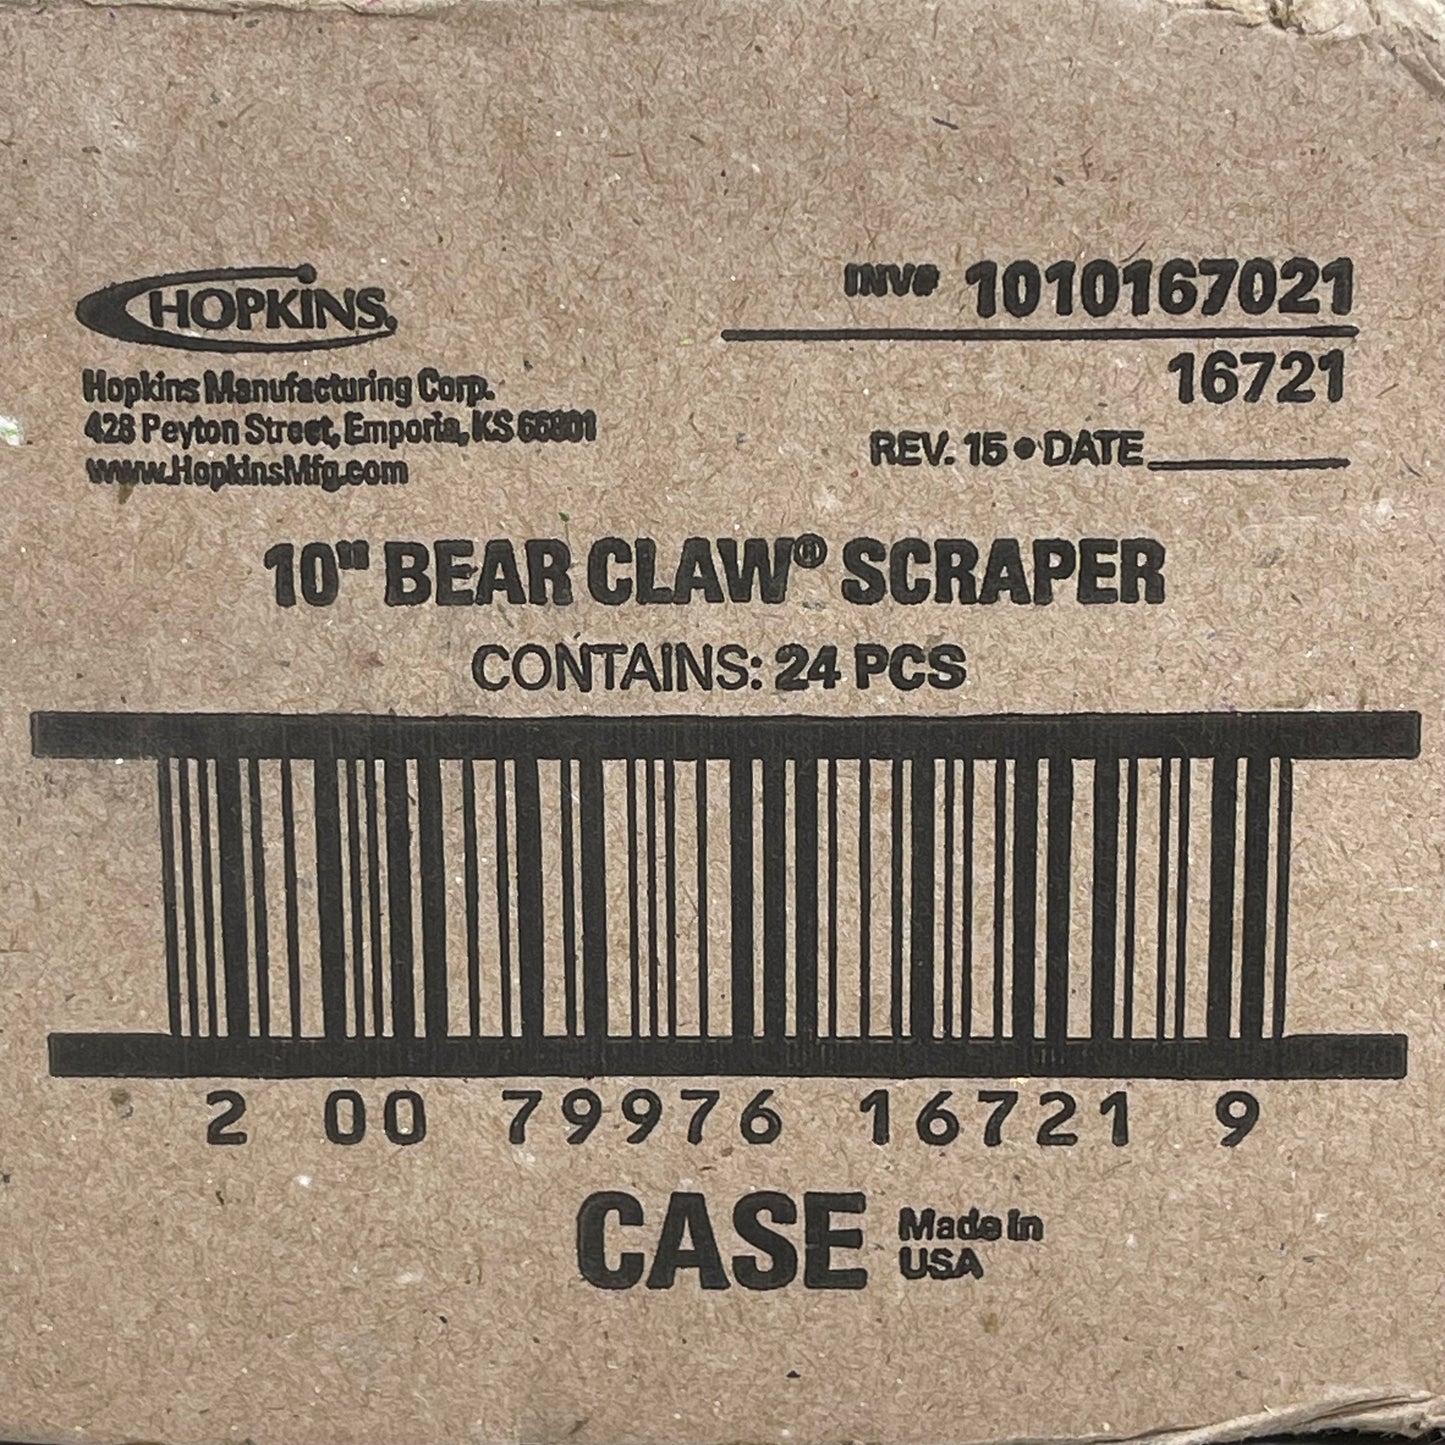 HOPKINS
Hopkins Manufacturing Corp.
428 Peyton Street, Emporia, KS 66801
www.HopkinsMfg.com
INV# 1010167021
16721
REV. 15 • DATE
10" BEAR CLAW® SCRAPER
CONTAINS: 24 PCS
2 00 79976 16721 9
CASE
Made in
USA